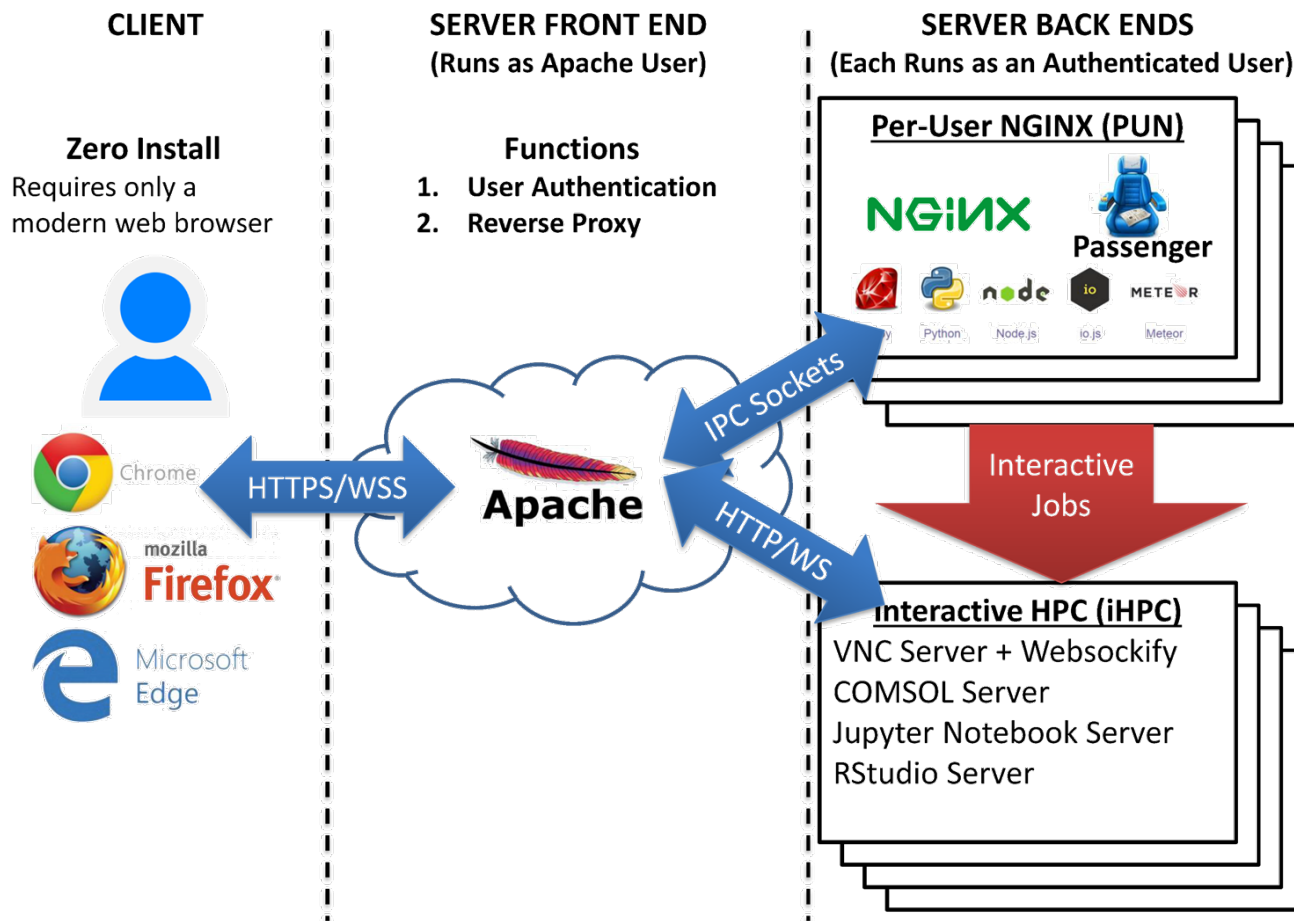 CLIENT
Zero Install
Requires only a
modern web browser
Chrome
mozilla
Firefox
Microsoft
Edge
HTTPS/WSS
SERVER FRONT END
(Runs as Apache User)
Functions
1. User Authentication
2. Reverse Proxy
Apache
IPC Sockets
HTTP/WS
SERVER BACK ENDS
(Each Runs as an Authenticated User)
Per-User NGINX (PUN)
NGiNX
Passenger
node
io
METEOR
Python
Node.js
io.js
Meteor
Interactive
Jobs
Interactive HPC (iHPC)
VNC Server + Websockify
COMSOL Server
Jupyter Notebook Server
RStudio Server